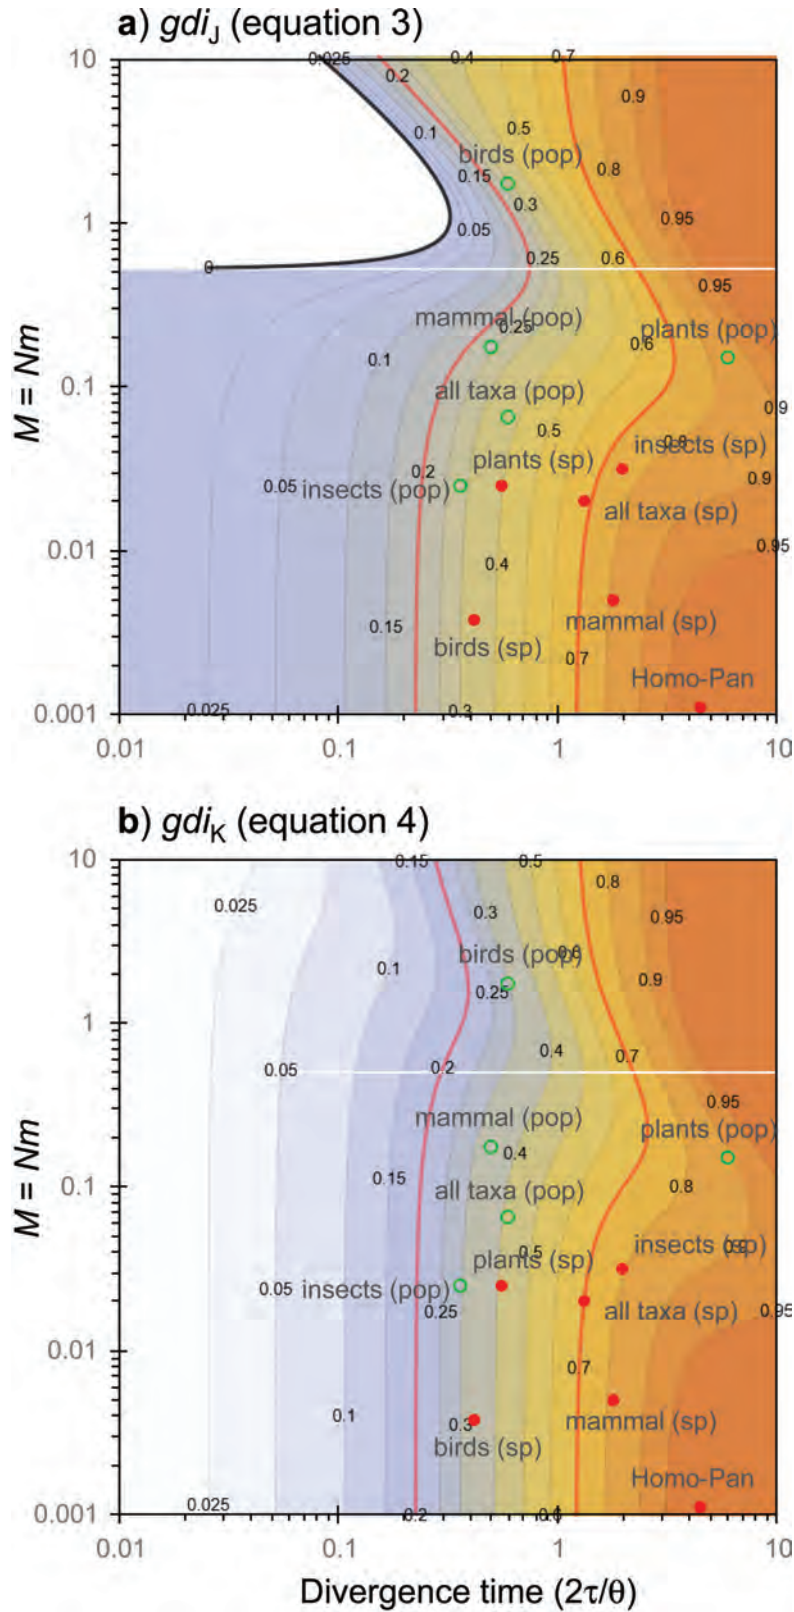 a) gdiJ (equation 3)
10
0.025
0.4
0.7
0.2
0.9
0.1
0.5
birds (pop)
0.8
0.15
0.3
0.95
1
0.05
0.25
0.6
0
0.95
mammal (pop)
0.25
plants (pop)
0.6
0.1
M = Nm
0.1
all taxa (pop)
0.9
0.5
insects (sp)
0.8
plants (sp)
0.2
0.9
0.05
insects (pop)
all taxa (sp)
0.01
0.95
0.4
0.15
birds (sp)
mammal (sp)
0.7
Homo-Pan
0.001
0.025
0.3
0.01
0.1
1
10
b) gdiK (equation 4)
10
0.15
0.5
0.8
0.025
0.3
0.95
birds (pop)
0.6
0.1
0.25
0.9
1
0.4
0.7
0.05
0.2
0.95
mammal (pop)
plants (pop)
0.4
M = Nm
0.1
0.15
all taxa (pop)
0.8
0.5
plants (sp)
insects (sp)
0.9
0.05
insects (pop)
0.25
all taxa (sp)
0.95
0.01
0.7
0.1
0.3
birds (sp)
mammal (sp)
Homo-Pan
0.001
0.025
0.2
0.01
0.1
1
10
Divergence time (2τ/θ)